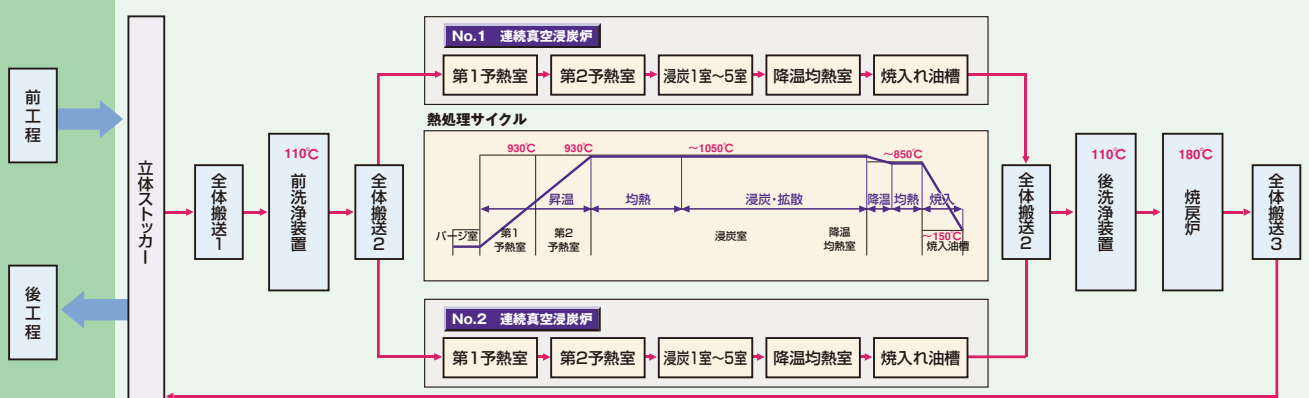 前工程
後工程
立体ストッカー
全体搬送1
110℃
前洗浄装置
全体搬送2
No.1 連続真空浸炭炉
第1予熱室
第2予熱室
浸炭1室～5室
降温均熱室
焼入れ油槽
熱処理サイクル
930℃
930℃
～1050℃
～850℃
昇温
均熱
浸炭・拡散
降温
均熱
焼入
パージ室
第1
予熱室
第2
予熱室
浸炭室
降温
均熱室
～150℃
焼入油槽
No.2 連続真空浸炭炉
第1予熱室
第2予熱室
浸炭1室～5室
降温均熱室
焼入れ油槽
全体搬送2
110℃
後洗浄装置
180℃
焼戻炉
全体搬送3